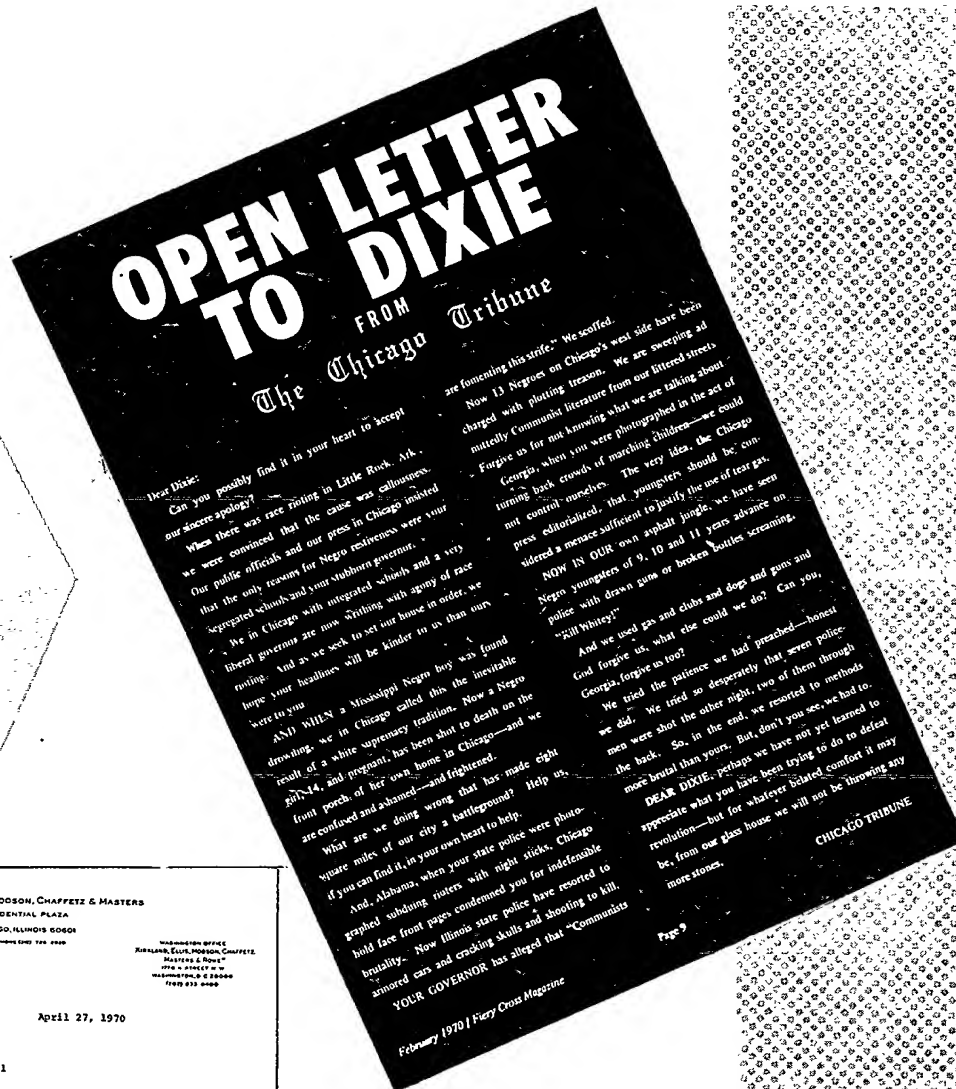 OPEN LETTER
TO DIXIE
FROM
The Chicago Tribune
Dear Dixie:
Can you possibly find it in your heart to accept
our sincere apology?
When there was race rioting in Little Rock, Ark.,
we were convinced that the cause was callousness.
Our public officials and our press in Chicago insisted
that the only reasons for Negro restiveness were your
segregated schools and your stubborn governor.
We in Chicago with integrated schools and a very
liberal governor are now writhing with agony of race
rioting. And as we seek to set our house in order, we
hope your headlines will be kinder to us than ours
were to you
AND WHEN a Mississippi Negro boy was found
drowning, we in Chicago called this the inevitable
result of a white supremacy tradition. Now a Negro
girl, 14, and pregnant, has been shot to death on the
front porch of her own home in Chicago—and we
are confused and ashamed—and frightened.
What are we doing wrong that has made eight
square miles of our city a battleground? Help us,
if you can find it, in your own heart to help.
And, Alabama, when your state police were photo-
graphed subduing rioters with night sticks, Chicago
bold face front pages condemned you for indefensible
brutality. Now Illinois state police have resorted to
armored cars and cracking skulls and shooting to kill.
YOUR GOVERNOR has alleged that "Communists
are fomenting this strife." We scoffed.
Now 13 Negroes on Chicago's west side have been
charged with plotting treason. We are sweeping ad
mittedly Communist literature from our littered streets
Forgive us for not knowing what we are talking about
Georgia, when you were photographed in the act of
turning back crowds of marching children—we could
not control ourselves. The very idea, the Chicago
press editorialized, that youngsters should be con-
sidered a menace sufficient to justify the use of tear gas.
NOW IN OUR own asphalt jungle, we have seen
Negro youngsters of 9, 10 and 11 years advance on
police with drawn guns or broken bottles screaming,
"Kill Whitey!"
And we used gas and clubs and dogs and guns and
God forgive us, what else could we do? Can you,
Georgia, forgive us too?
We tried the patience we had preached—honest
we did. We tried so desperately that seven police-
men were shot the other night, two of them through
the back. So, in the end, we resorted to methods
more brutal than yours. But, don't you see, we had to.
DEAR DIXIE, perhaps we have not yet learned to
appreciate what you have been trying to do to defeat
revolution—but for whatever belated comfort it may
be, from our glass house we will not be throwing any
more stones.
CHICAGO TRIBUNE
February 1970 | Fiery Cross Magazine
Page 9
ODSON, CHAFFETZ & MASTERS
DENTIAL PLAZA
GO, ILLINOIS 60601
WASHINGTON OFFICE
KIRKLAND, ELLIS, HODSON, CHAFFETZ
MASTERS & ROWE
WASHINGTON, D C 20006
April 27, 1970
1